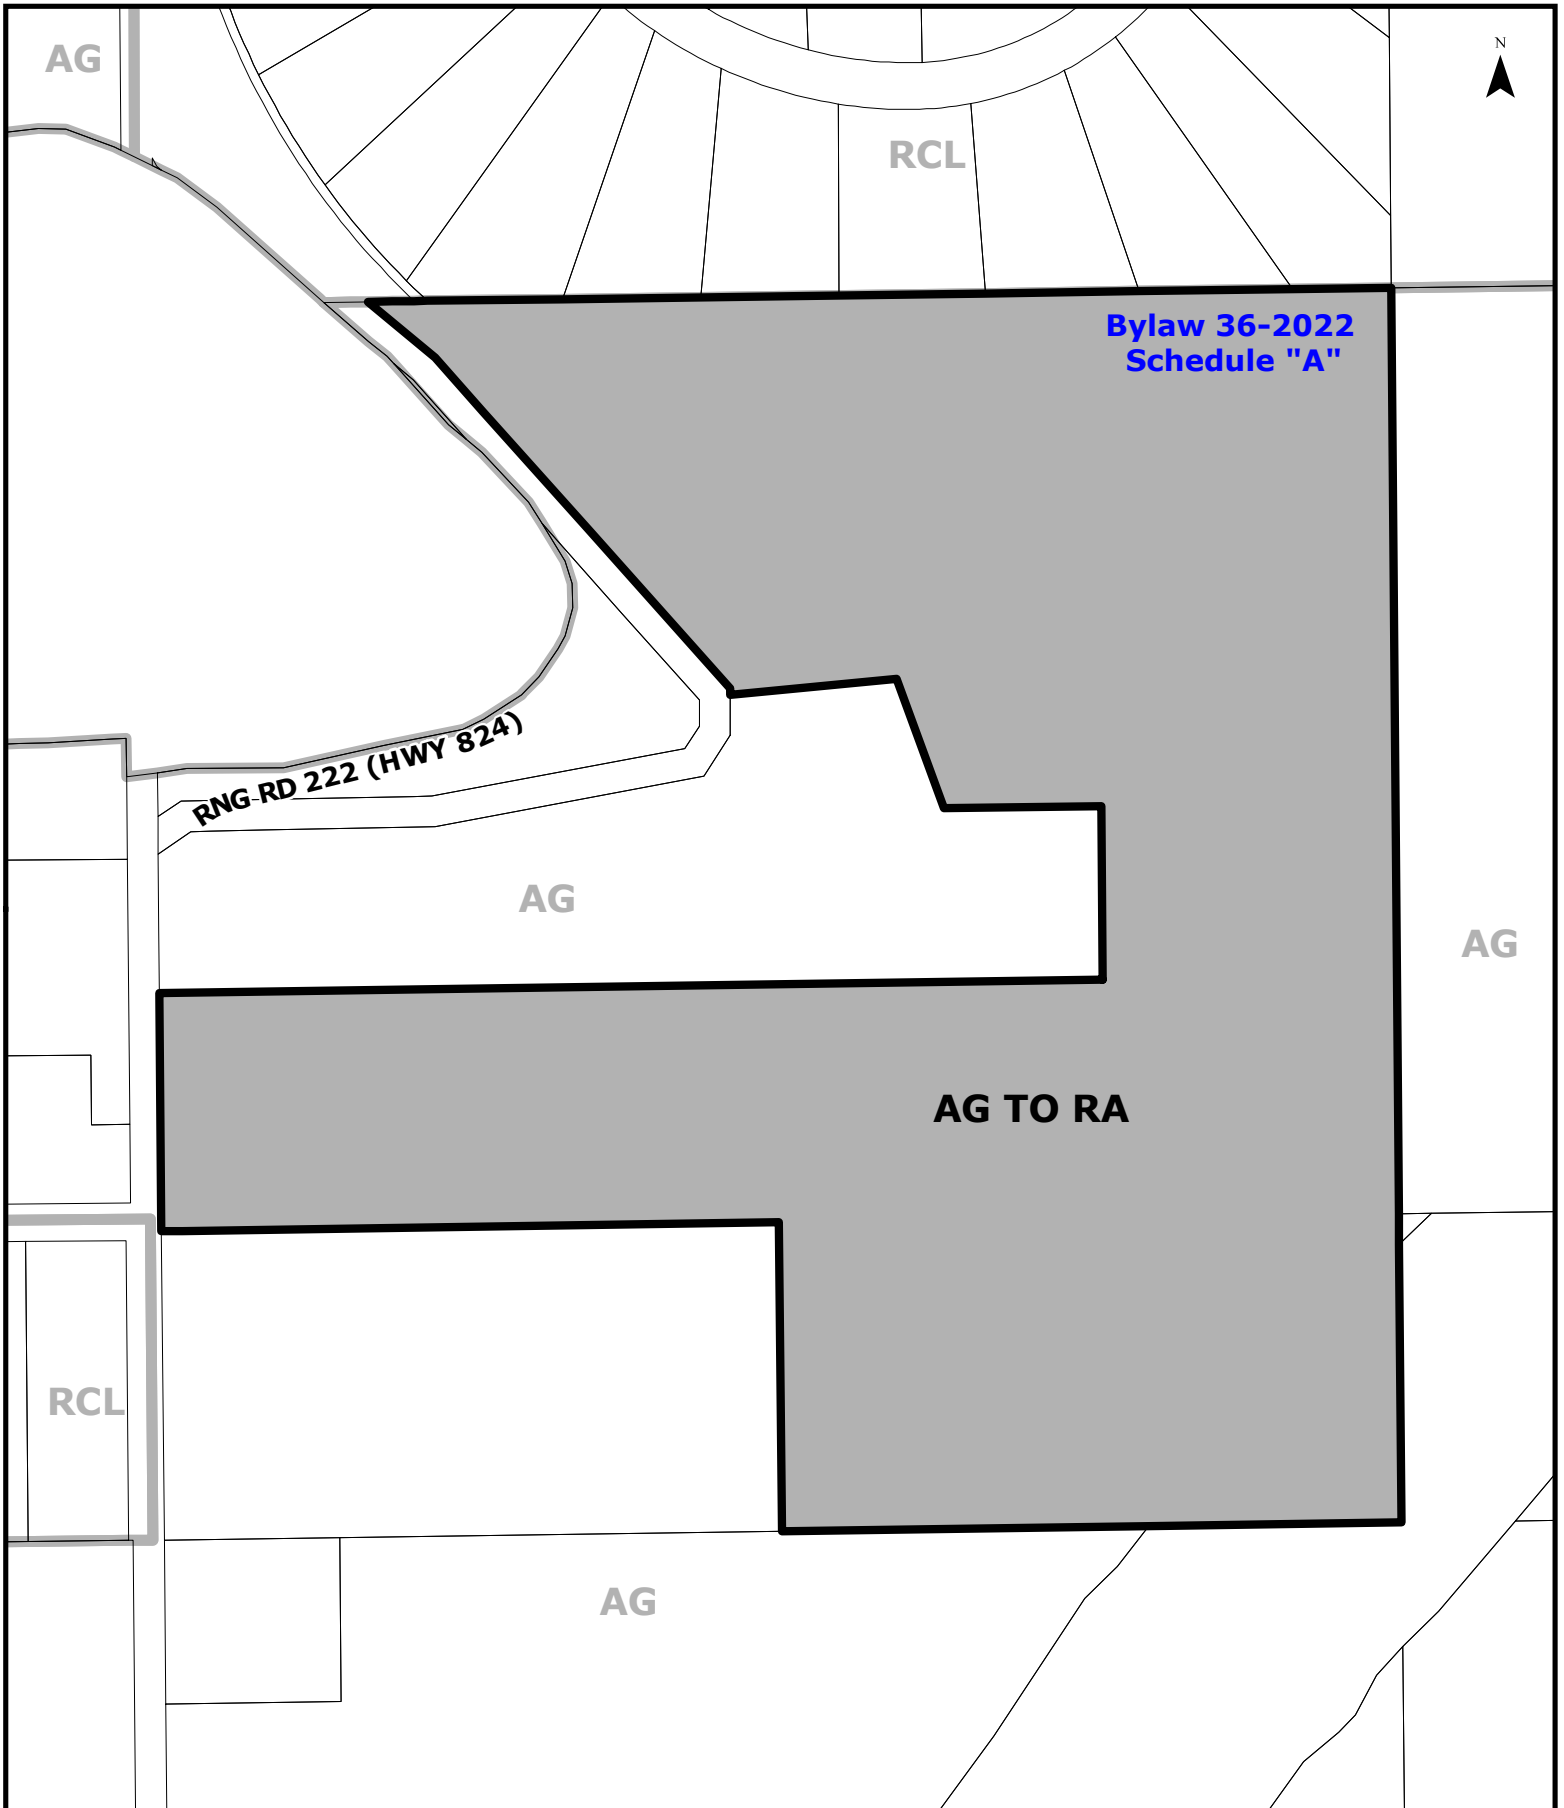 AG
N
RCL
Bylaw 36-2022
Schedule "A"
RNG RD 222 (HWY 824)
AG
AG
AG TO RA
RCL
AG